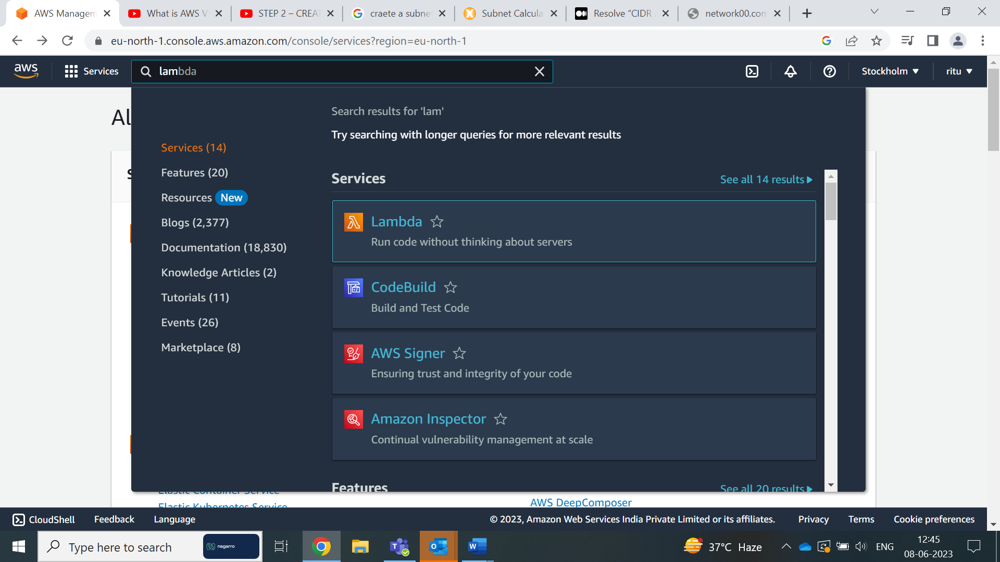 AWS Managem
What is AWS V
STEP 2 – CREAT
craete a subne
Subnet Calcula
Resolve “CIDR
network00.com
eu-north-1.console.aws.amazon.com/console/services?region=eu-north-1
aws
Services
lambda
Stockholm
ritu
Al
Search results for 'lam'
Try searching with longer queries for more relevant results
Services (14)
Features (20)
Resources New
Blogs (2,377)
Documentation (18,830)
Knowledge Articles (2)
Tutorials (11)
Events (26)
Marketplace (8)
Services
See all 14 results
Lambda
Run code without thinking about servers
CodeBuild
Build and Test Code
AWS Signer
Ensuring trust and integrity of your code
Amazon Inspector
Continual vulnerability management at scale
Features
See all 20 results
Elastic Container Service
Elastic Kubernetes Service
AWS DeepComposer
CloudShell
Feedback
Language
© 2023, Amazon Web Services India Private Limited or its affiliates.
Privacy
Terms
Cookie preferences
Type here to search
nagarro
37°C Haze
ENG
12:45
08-06-2023